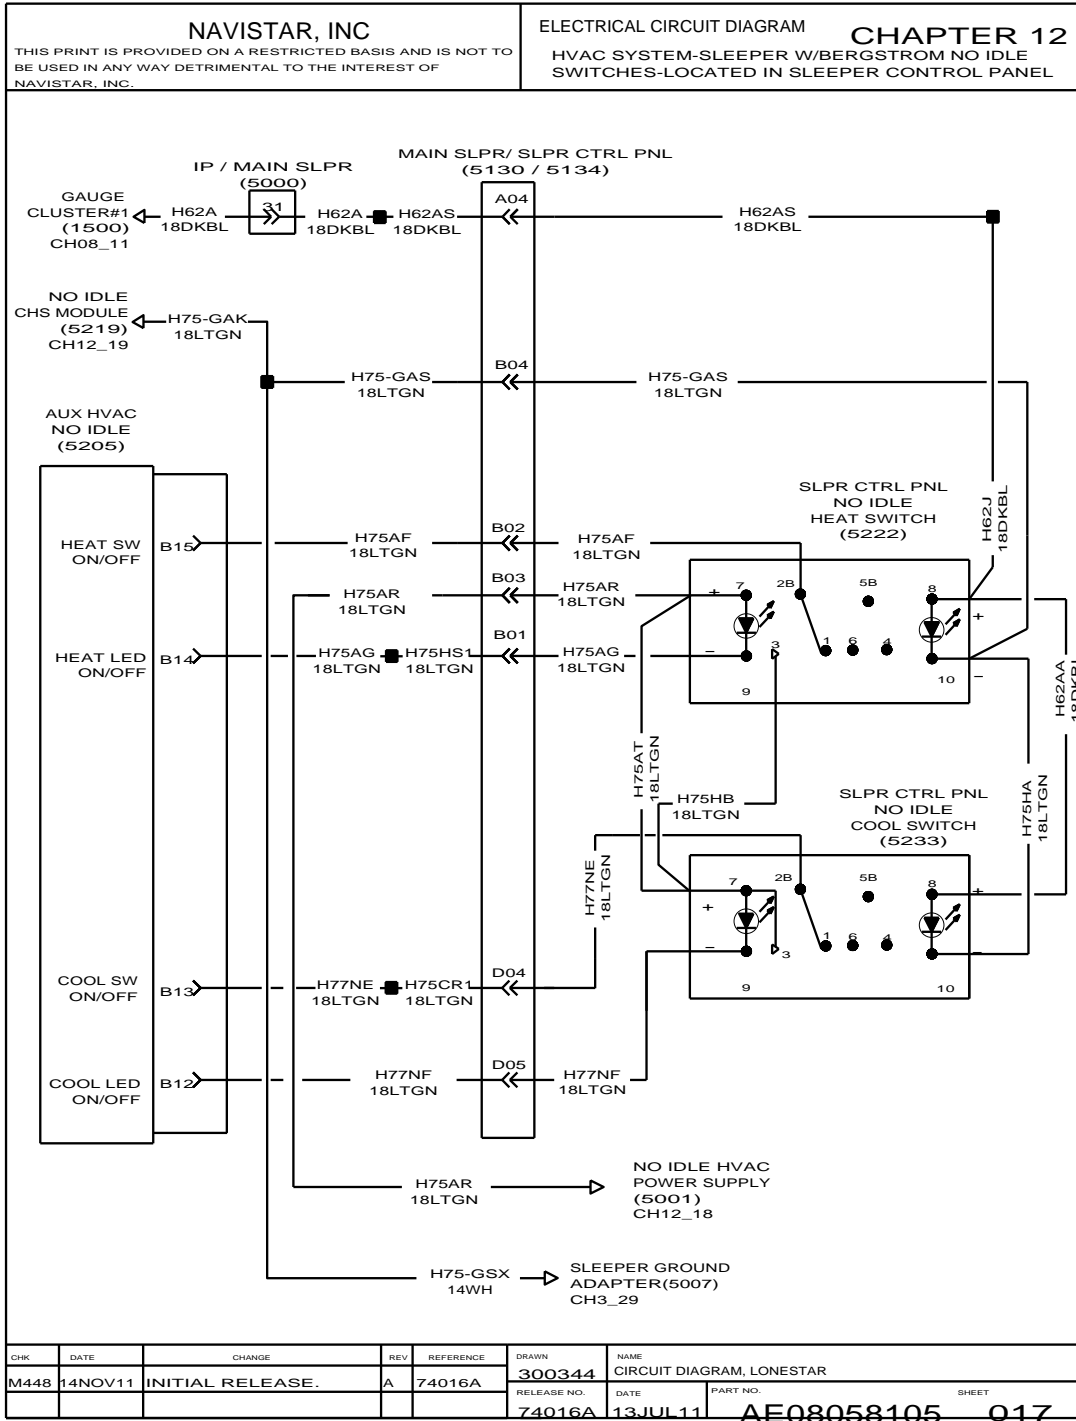 NAVISTAR, INC
THIS PRINT IS PROVIDED ON A RESTRICTED BASIS AND IS NOT TO
BE USED IN ANY WAY DETRIMENTAL TO THE INTEREST OF
NAVISTAR, INC.
ELECTRICAL CIRCUIT DIAGRAM
CHAPTER 12
HVAC SYSTEM-SLEEPER W/BERGSTROM NO IDLE
SWITCHES-LOCATED IN SLEEPER CONTROL PANEL
IP / MAIN SLPR
(5000)
31
MAIN SLPR/ SLPR CTRL PNL
(5130 / 5134)
GAUGE
CLUSTER#1
(1500)
CH08_11
H62A
18DKBL
H62A
18DKBL
H62AS
18DKBL
A04
H62AS
18DKBL
NO IDLE
CHS MODULE
(5219)
CH12_19
H75-GAK
18LTGN
H75-GAS
18LTGN
B04
H75-GAS
18LTGN
AUX HVAC
NO IDLE
(5205)
SLPR CTRL PNL
NO IDLE
HEAT SWITCH
(5222)
H62J
18DKBL
HEAT SW
ON/OFF
B15
H75AF
18LTGN
B02
H75AF
18LTGN
H75AR
18LTGN
B03
H75AR
18LTGN
HEAT LED
ON/OFF
B14
H75AG
18LTGN
H75HS1
18LTGN
B01
H75AG
18LTGN
7
2B
5B
8
+
+
1
6
4
3
−
−
9
10
H62AA
18DKBL
H75AT
18LTGN
H75HB
18LTGN
H75HA
18LTGN
SLPR CTRL PNL
NO IDLE
COOL SWITCH
(5233)
H77NE
18LTGN
7
2B
5B
8
+
+
1
6
4
3
−
−
9
10
COOL SW
ON/OFF
B13
H77NE
18LTGN
H75CR1
18LTGN
D04
COOL LED
ON/OFF
B12
H77NF
18LTGN
D05
H77NF
18LTGN
H75AR
18LTGN
NO IDLE HVAC
POWER SUPPLY
(5001)
CH12_18
H75-GSX
14WH
SLEEPER GROUND
ADAPTER(5007)
CH3_29
CHK DATE CHANGE REV REFERENCE
M448 14NOV11 INITIAL RELEASE. A 74016A
DRAWN
300344
NAME
CIRCUIT DIAGRAM, LONESTAR
RELEASE NO.
74016A
DATE
13JUL11
PART NO.
AE08058105
SHEET
017